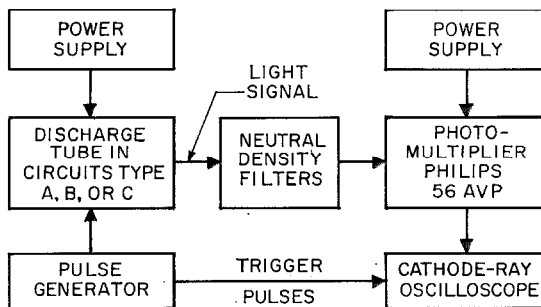 POWER
SUPPLY
POWER
SUPPLY
LIGHT
SIGNAL
DISCHARGE
TUBE IN
CIRCUITS TYPE
A, B, OR C
NEUTRAL
DENSITY
FILTERS
PHOTO-
MULTIPLIER
PHILIPS
56 AVP
PULSE
GENERATOR
TRIGGER
PULSES
CATHODE-RAY
OSCILLOSCOPE